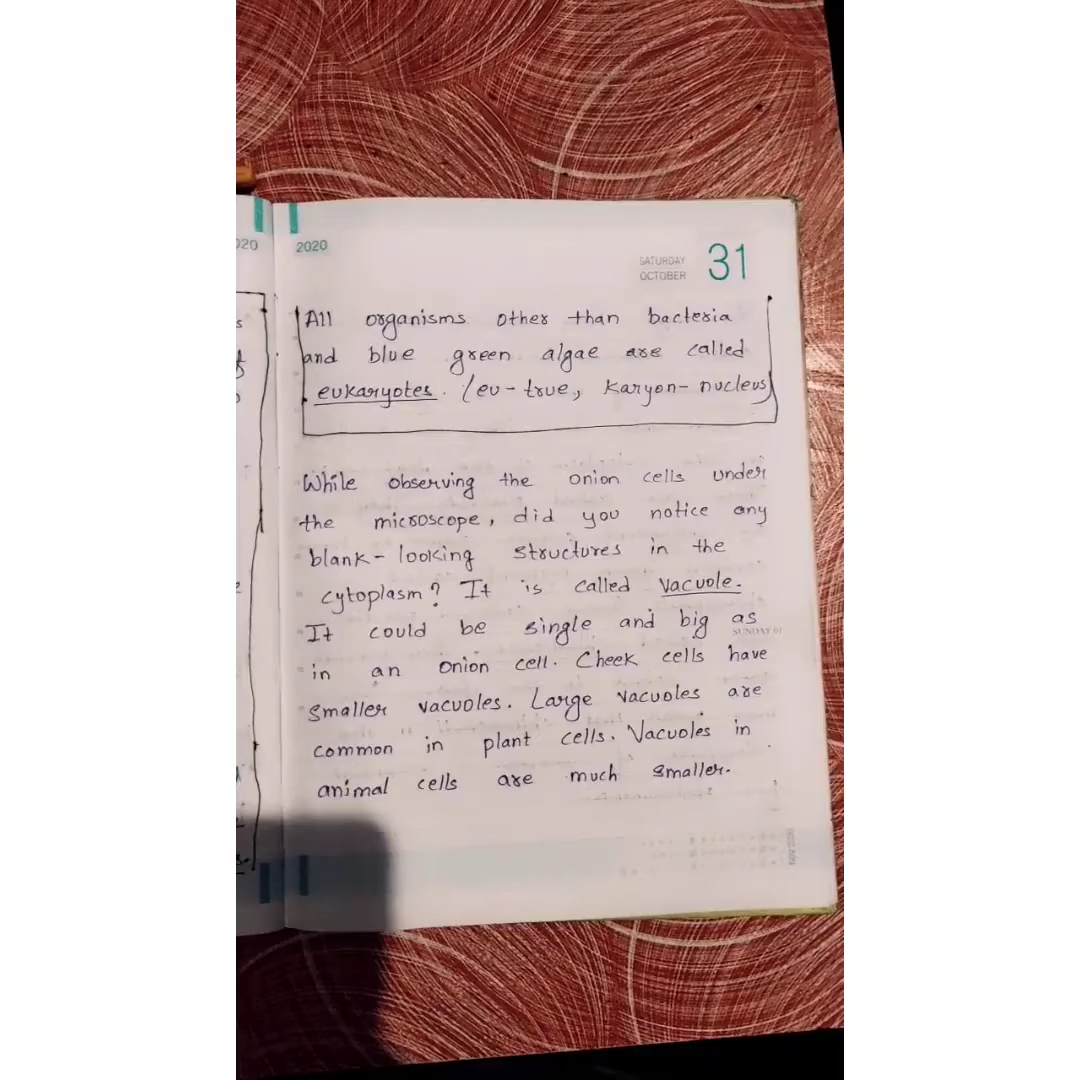 020
2020
SATURDAY
OCTOBER
31
All organisms other than bacteria
and blue green algae are called
eukaryotes. (eu-true, Karyon-nucleus)
While observing the onion cells under
the microscope, did you notice any
blank-looking structures in the
cytoplasm? It is called vacuole.
It could be single and big as
SUNDAY 01
in an onion cell. Cheek cells have
smaller vacuoles. Large vacuoles are
common in plant cells. Vacuoles in
animal cells are much smaller.